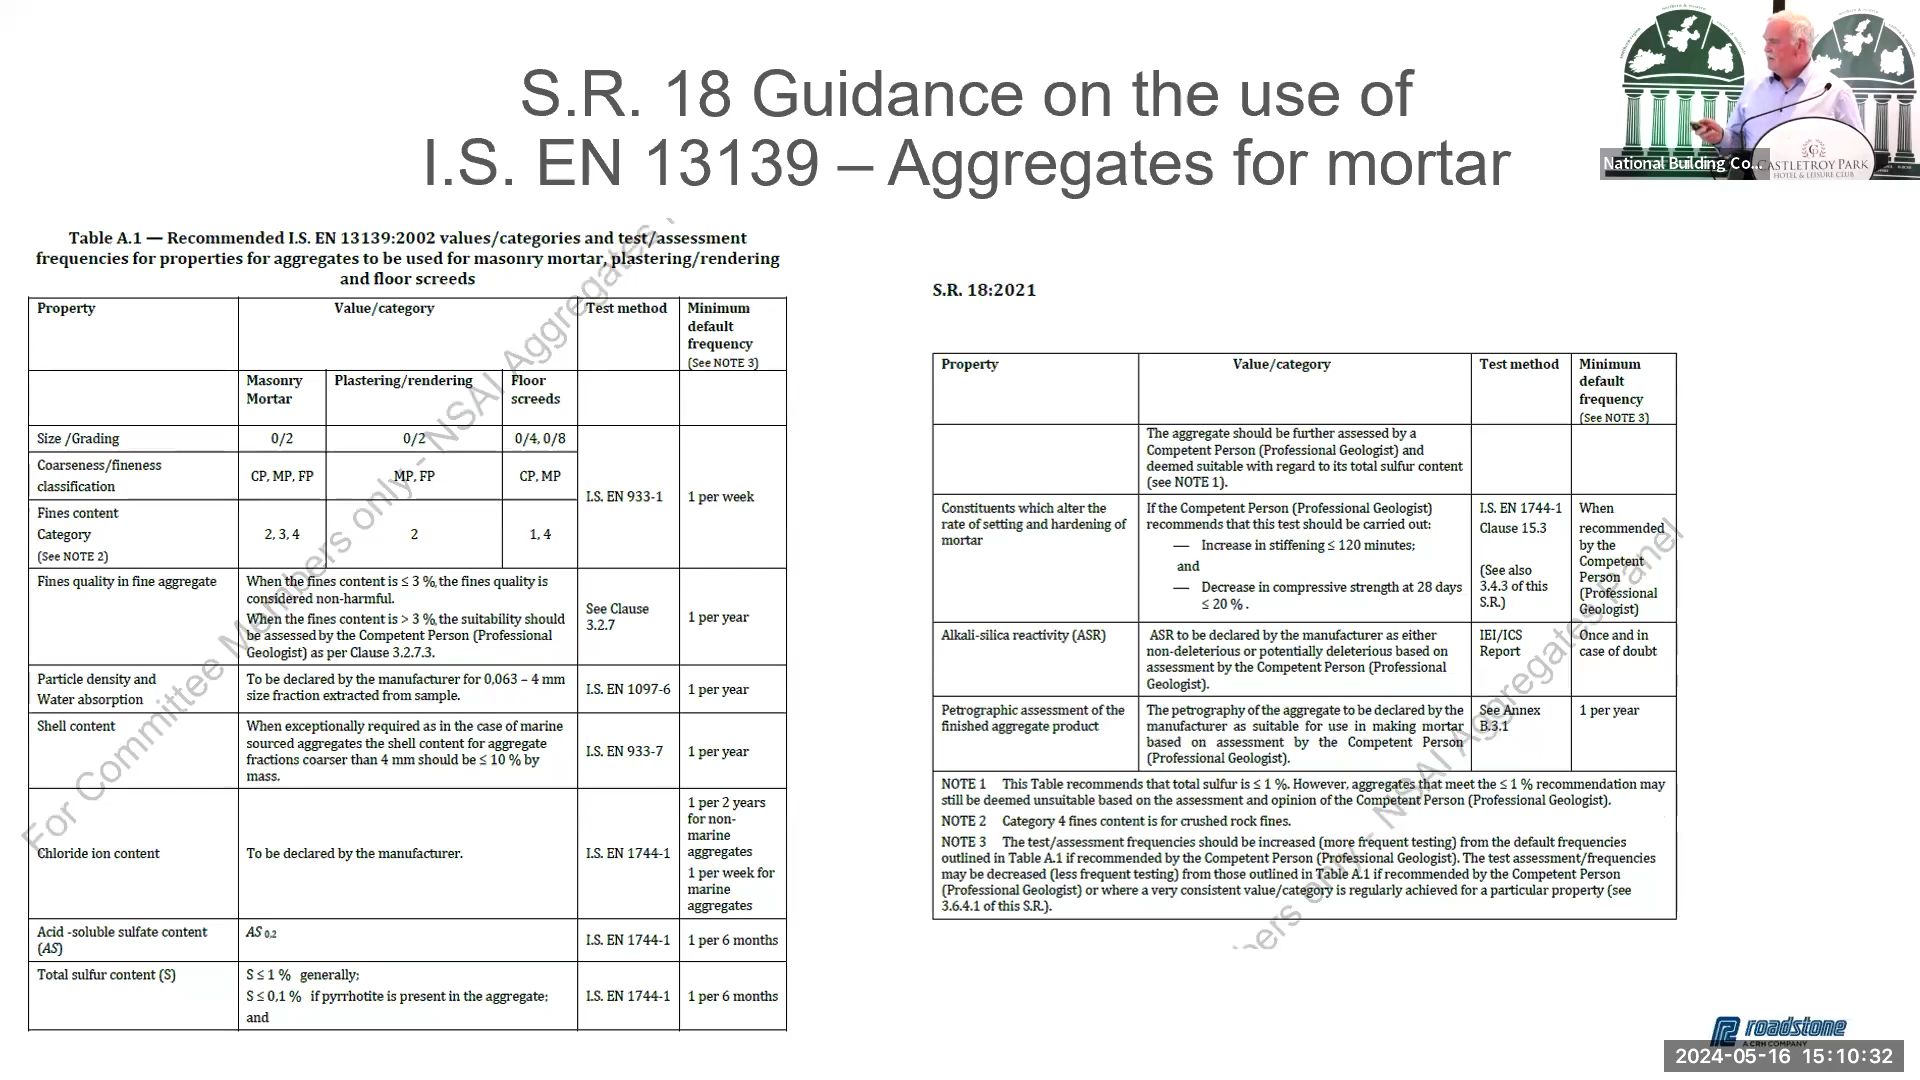 S.R. 18 Guidance on the use of
I.S. EN 13139 – Aggregates for mortar
National Building Co...
CASTLETROY PARK
HOTEL & LEISURE CLUB
Table A.1 — Recommended I.S. EN 13139:2002 values/categories and test/assessment
frequencies for properties for aggregates to be used for masonry mortar, plastering/rendering
and floor screeds
Property
Value/category
Test method
Minimum
default
frequency
(See NOTE 3)
Masonry
Mortar
Plastering/rendering
Floor
screeds
Size /Grading
0/2
0/2
0/4, 0/8
Coarseness/fineness
classification
CP, MP, FP
MP, FP
CP, MP
I.S. EN 933-1
1 per week
Fines content
Category
(See NOTE 2)
2, 3, 4
2
1, 4
Fines quality in fine aggregate
When the fines content is ≤ 3 %, the fines quality is
considered non-harmful.
When the fines content is > 3 %, the suitability should
be assessed by the Competent Person (Professional
Geologist) as per Clause 3.2.7.3.
See Clause
3.2.7
1 per year
Particle density and
Water absorption
To be declared by the manufacturer for 0,063 – 4 mm
size fraction extracted from sample.
I.S. EN 1097-6
1 per year
Shell content
When exceptionally required as in the case of marine
sourced aggregates the shell content for aggregate
fractions coarser than 4 mm should be ≤ 10 % by
mass.
I.S. EN 933-7
1 per year
Chloride ion content
To be declared by the manufacturer.
I.S. EN 1744-1
1 per 2 years
for non-
marine
aggregates
1 per week for
marine
aggregates
Acid -soluble sulfate content
(AS)
AS 0,2
I.S. EN 1744-1
1 per 6 months
Total sulfur content (S)
S ≤ 1 % generally;
S ≤ 0,1 % if pyrrhotite is present in the aggregate;
and
I.S. EN 1744-1
1 per 6 months
For Committee Members only - NSAI Aggregates
S.R. 18:2021
Property
Value/category
Test method
Minimum
default
frequency
(See NOTE 3)
The aggregate should be further assessed by a
Competent Person (Professional Geologist) and
deemed suitable with regard to its total sulfur content
(see NOTE 1).
Constituents which alter the
rate of setting and hardening of
mortar
If the Competent Person (Professional Geologist)
recommends that this test should be carried out:
— Increase in stiffening ≤ 120 minutes;
and
— Decrease in compressive strength at 28 days
≤ 20 % .
I.S. EN 1744-1
Clause 15.3
(See also
3.4.3 of this
S.R.)
When
recommended
by the
Competent
Person
(Professional
Geologist)
Alkali-silica reactivity (ASR)
ASR to be declared by the manufacturer as either
non-deleterious or potentially deleterious based on
assessment by the Competent Person (Professional
Geologist).
IEI/ICS
Report
Once and in
case of doubt
Petrographic assessment of the
finished aggregate product
The petrography of the aggregate to be declared by the
manufacturer as suitable for use in making mortar
based on assessment by the Competent Person
(Professional Geologist).
See Annex
B.3.1
1 per year
NOTE 1 This Table recommends that total sulfur is ≤ 1 %. However, aggregates that meet the ≤ 1 % recommendation may
still be deemed unsuitable based on the assessment and opinion of the Competent Person (Professional Geologist).
NOTE 2 Category 4 fines content is for crushed rock fines.
NOTE 3 The test/assessment frequencies should be increased (more frequent testing) from the default frequencies
outlined in Table A.1 if recommended by the Competent Person (Professional Geologist). The test assessment/frequencies
may be decreased (less frequent testing) from those outlined in Table A.1 if recommended by the Competent Person
(Professional Geologist) or where a very consistent value/category is regularly achieved for a particular property (see
3.6.4.1 of this S.R.).
bers only - NSAI Aggregates Panel
roadstone
A CRH COMPANY
2024-05-16 15:10:32